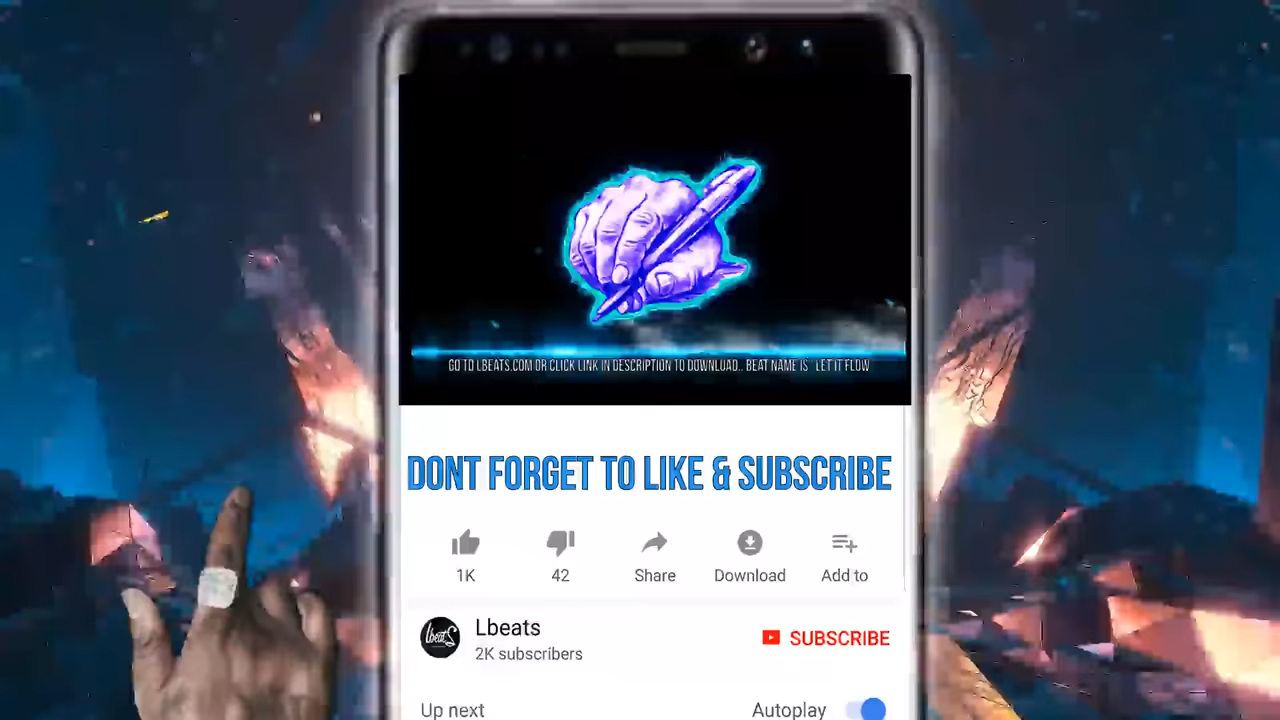 GO TO LBEATS.COM OR CLICK LINK IN DESCRIPTION TO DOWNLOAD.. BEAT NAME IS LET IT FLOW
DONT FORGET TO LIKE & SUBSCRIBE
1K 42 Share Download Add to
LbeatS
Lbeats
2K subscribers
SUBSCRIBE
Up next Autoplay